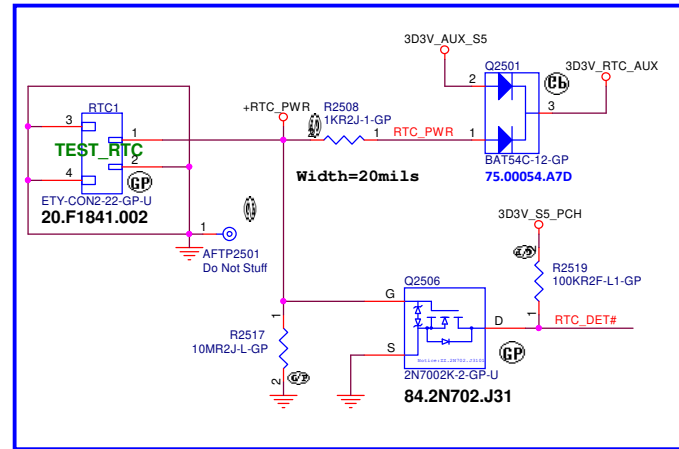 3D3V_AUX_S5
Q2501
3D3V_RTC_AUX
2
3
1
BAT54C-12-GP
75.00054.A7D
+RTC_PWR
R2508
1KR2J-1-GP
1
RTC_PWR
Width=20mils
RTC1
3
1
TEST_RTC
2
4
GP
ETY-CON2-22-GP-U
20.F1841.002
1
AFTP2501
Do Not Stuff
3D3V_S5_PCH
R2519
100KR2F-L1-GP
1
RTC_DET#
Q2506
G
D
S
GP
2N7002K-2-GP-U
84.2N702.J31
1
R2517
10MR2J-L-GP
2